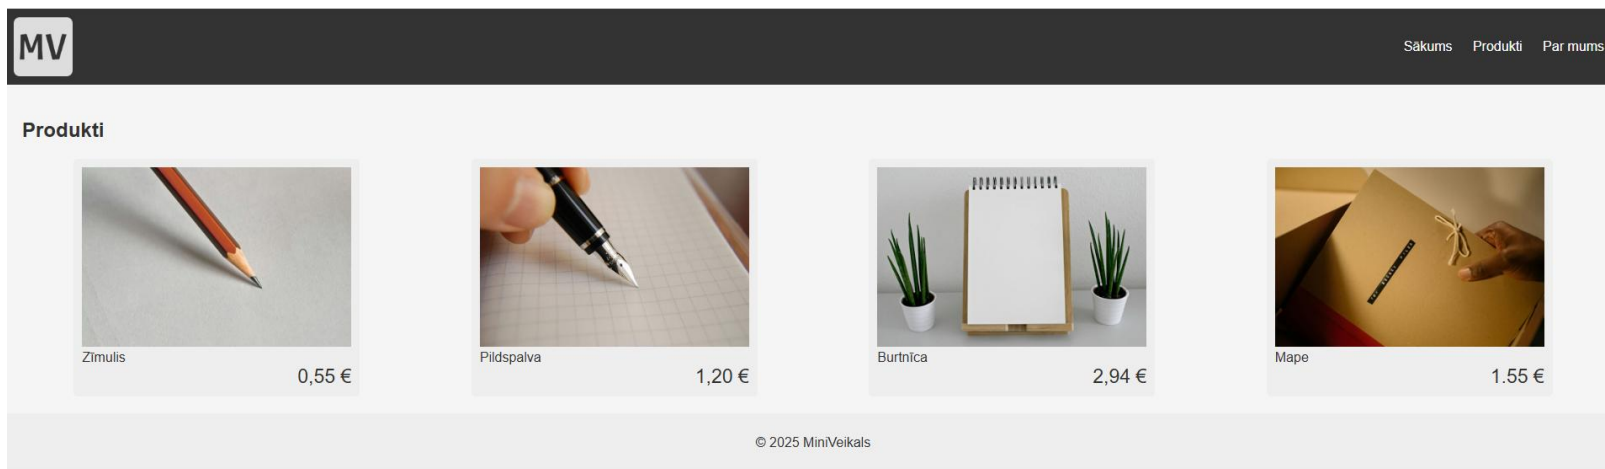 MV
Sākums Produkti Par mums
Produkti
Zīmulis
0,55 €
Pildspalva
1,20 €
Burtnīca
2,94 €
Mape
1.55 €
© 2025 MiniVeikals